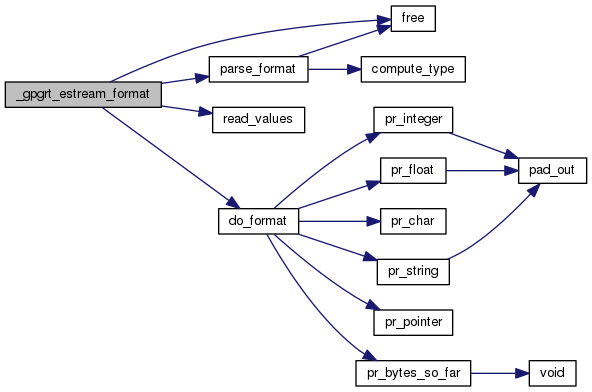 free
parse_format
compute_type
_gpgrt_estream_format
read_values
pr_integer
pr_float
pad_out
do_format
pr_char
pr_string
pr_pointer
pr_bytes_so_far
void